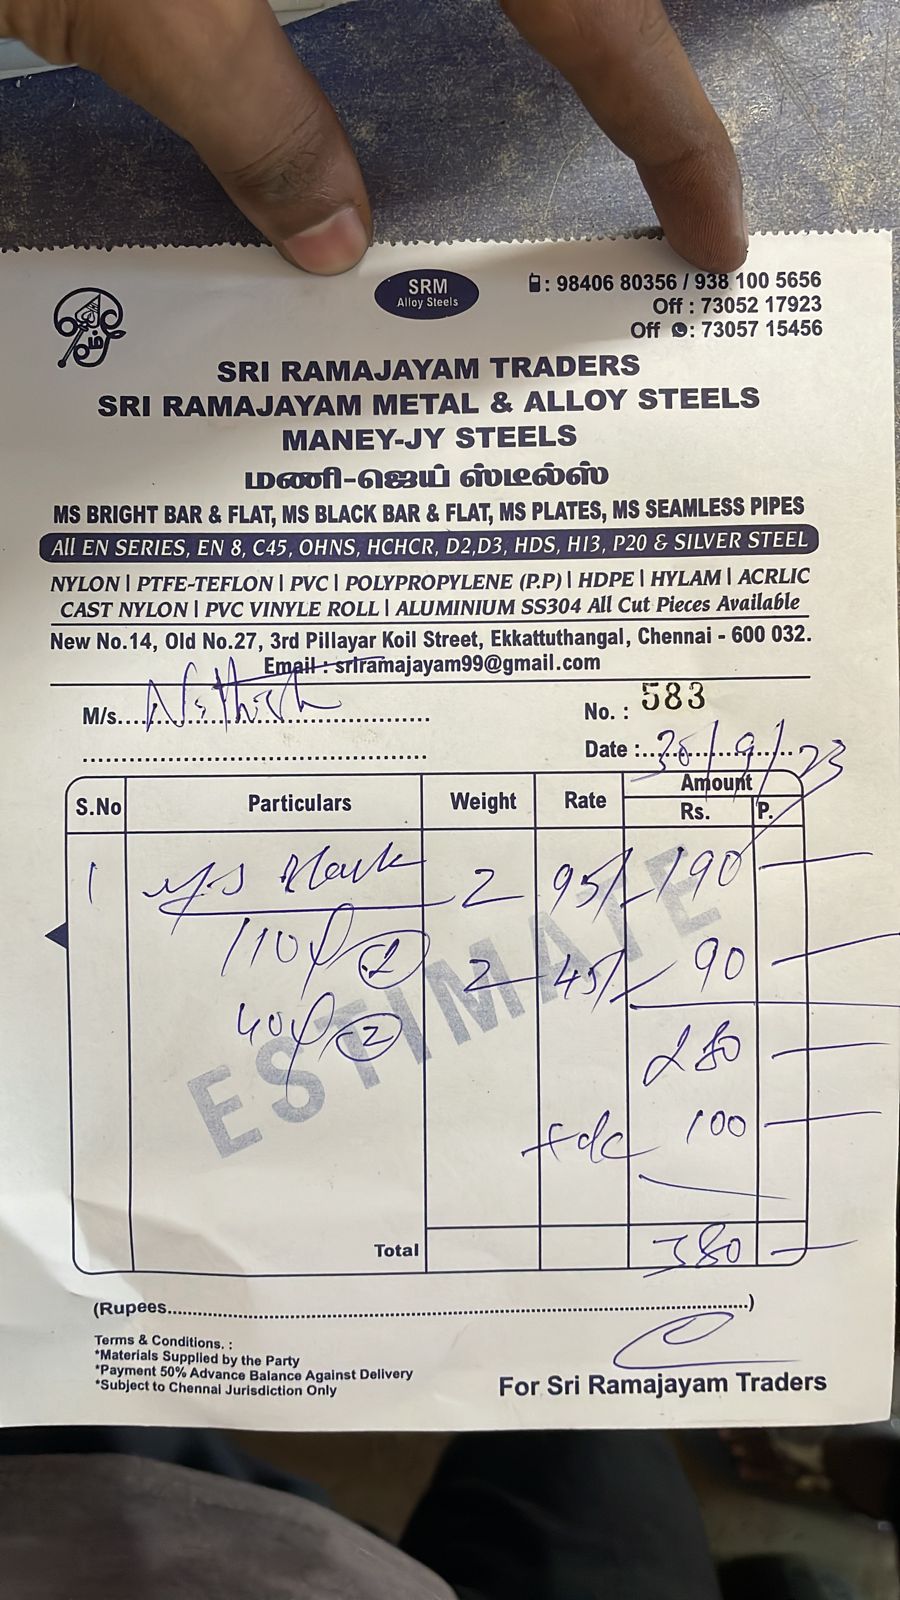 SRM
Alloy Steels
: 98640 80356 / 938 100 5656
Off : 73052 17923
Off : 73057 15456
SRI RAMAJAYAM TRADERS
SRI RAMAJAYAM METAL & ALLOY STEELS
MANEY-JY STEELS
மணி-ஜெய் ஸ்டீல்ஸ்
MS BRIGHT BAR & FLAT, MS BLACK BAR & FLAT, MS PLATES, MS SEAMLESS PIPES
All EN SERIES, EN 8, C45, OHNS, HCHCR, D2,D3, HDS, H13, P20 & SILVER STEEL
NYLON | PTFE-TEFLON | PVC | POLYPROPYLENE (P.P) | HDPE | HYLAM | ACRLIC
CAST NYLON | PVC VINYLE ROLL | ALUMINIUM SS304 All Cut Pieces Available
New No.14, Old No.27, 3rd Pillayar Koil Street, Ekkattuthangal, Chennai - 600 032.
Email : sriramajayam99@gmail.com
M/s. Nithish
No. : 583
Date : 30/9/23
S.No Particulars Weight Rate Amount
Rs. P.
1 M/S Black 2 95/- 190 —
110φ (2) 2 45/- 90 —
40φ (2)
280 —
100 —
ESTIMATE
Total 380 —
(Rupees...)
Terms & Conditions. :
*Materials Supplied by the Party
*Payment 50% Advance Balance Against Delivery
*Subject to Chennai Jurisdiction Only
For Sri Ramajayam Traders